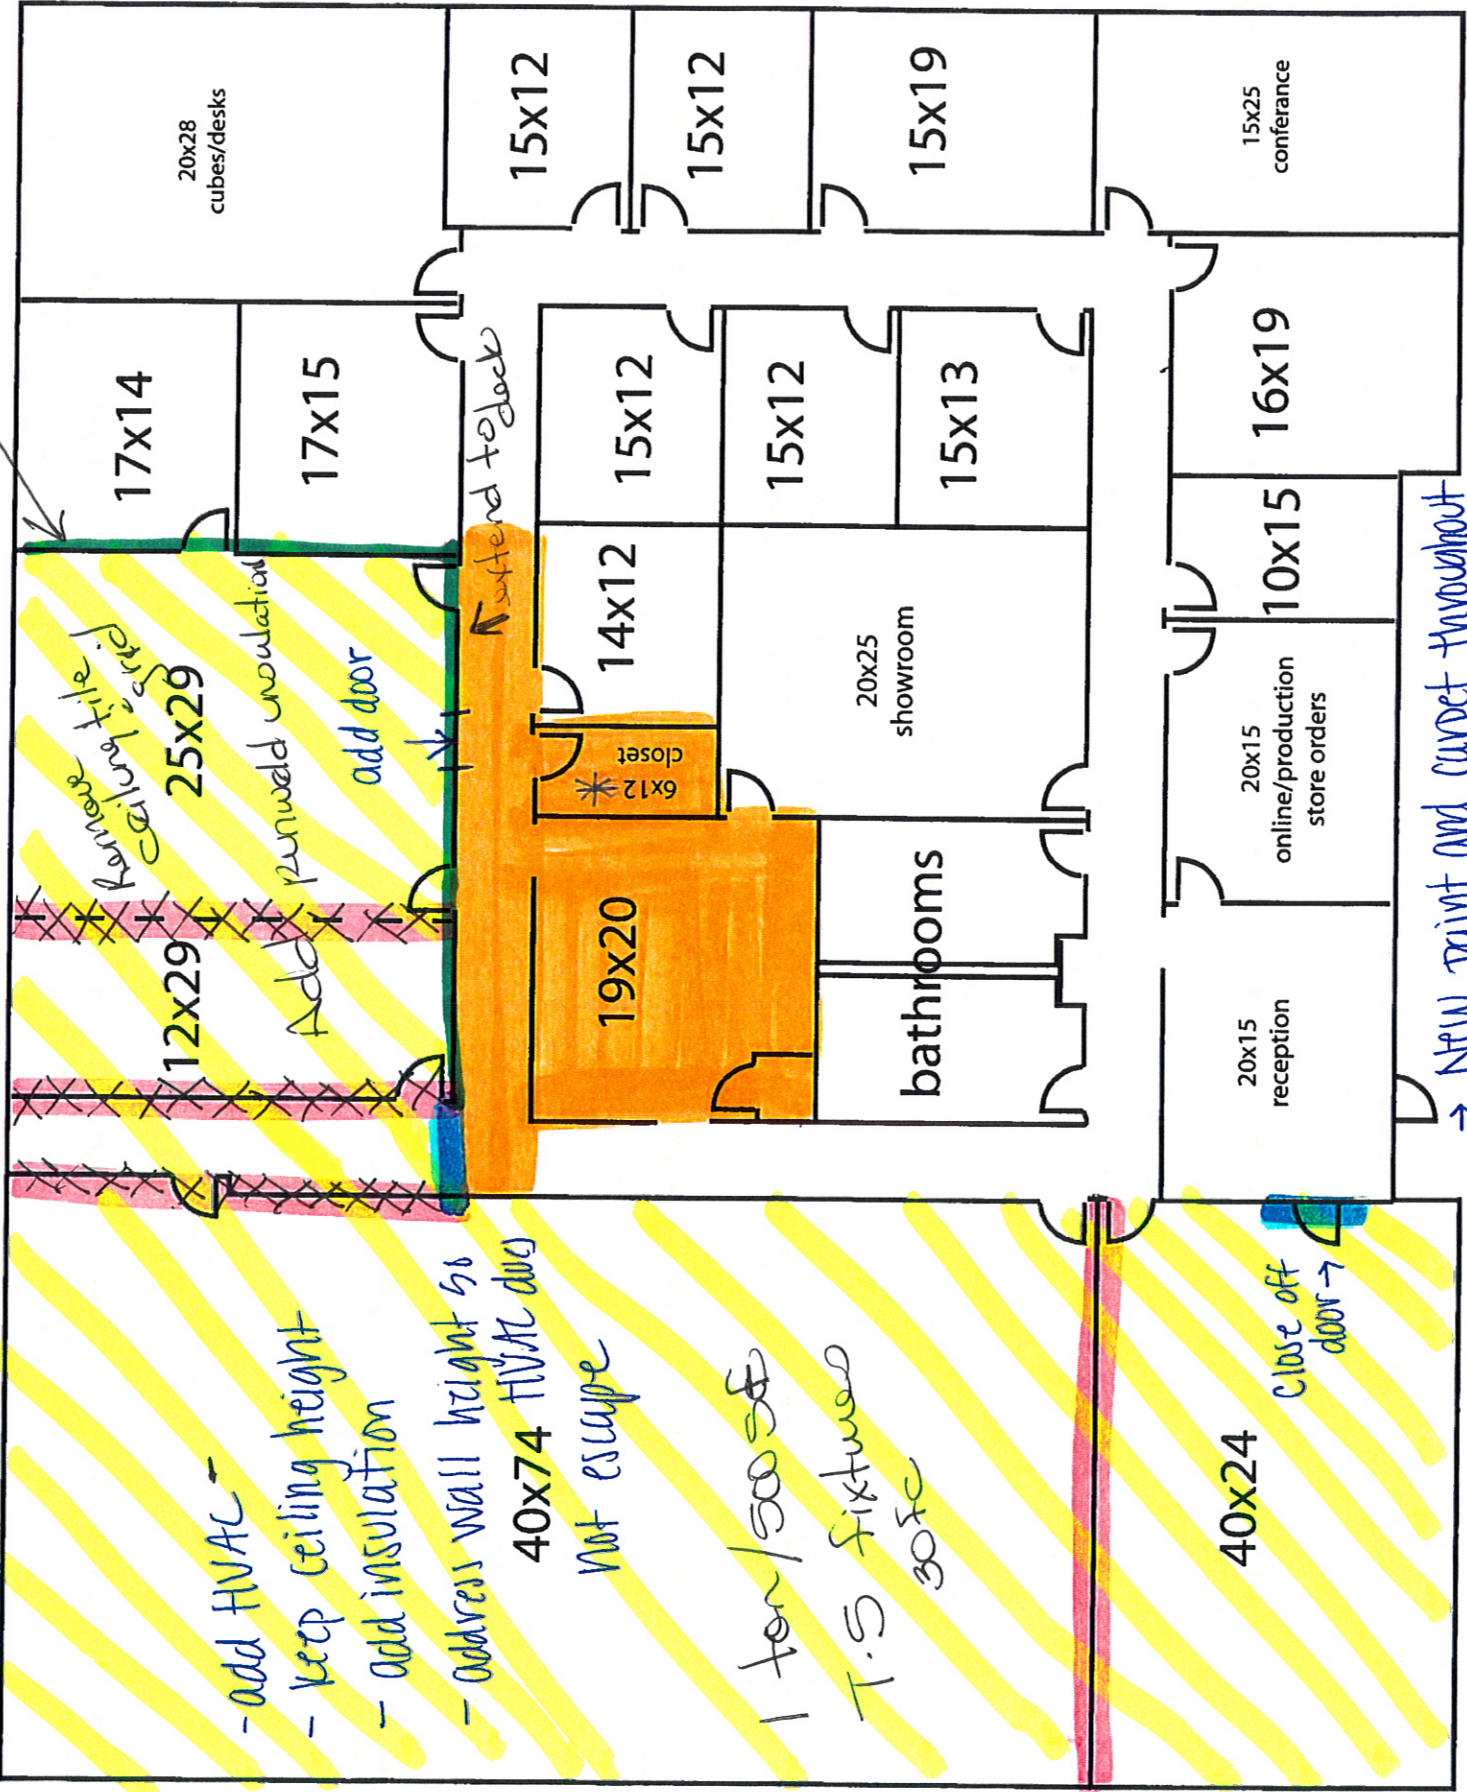 20x28
cubes/desks
15x12
15x12
15x19
15x25
conferance
17x14
17x15
extend to deck
15x12
15x12
15x13
16x19
10x15
Remove tile /
ceiling grid
25x29
Add runwald insulation
add door
14x12
6x12
closet
20x25
showroom
20x15
online/production
store orders
12x29
19x20
bathrooms
20x15
reception
- add HVAC -
- keep ceiling height
- add insulation
- address wall height so
HVAC does
40x74
not escape
1 ton / 500 SF
T.5 fixtures
30 fc
40x24
Close off
door →
→ New paint and carpet throughout